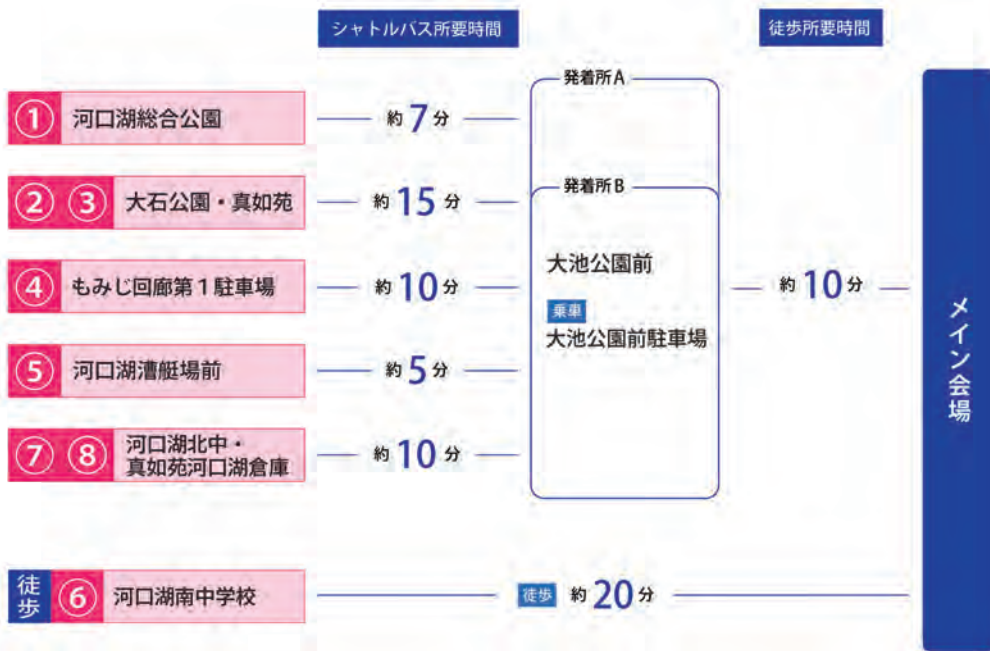 シャトルバス所要時間
徒歩所要時間
発着所A
① 河口湖総合公園
約7分
発着所B
② ③ 大石公園・真如苑
約15分
④ もみじ回廊第1駐車場
約10分
大池公園前
乗車
大池公園前駐車場
約10分
⑤ 河口湖漕艇場前
約5分
⑦ ⑧ 河口湖北中・
真如苑河口湖倉庫
約10分
徒歩 ⑥ 河口湖南中学校
徒歩 約20分
メイン会場